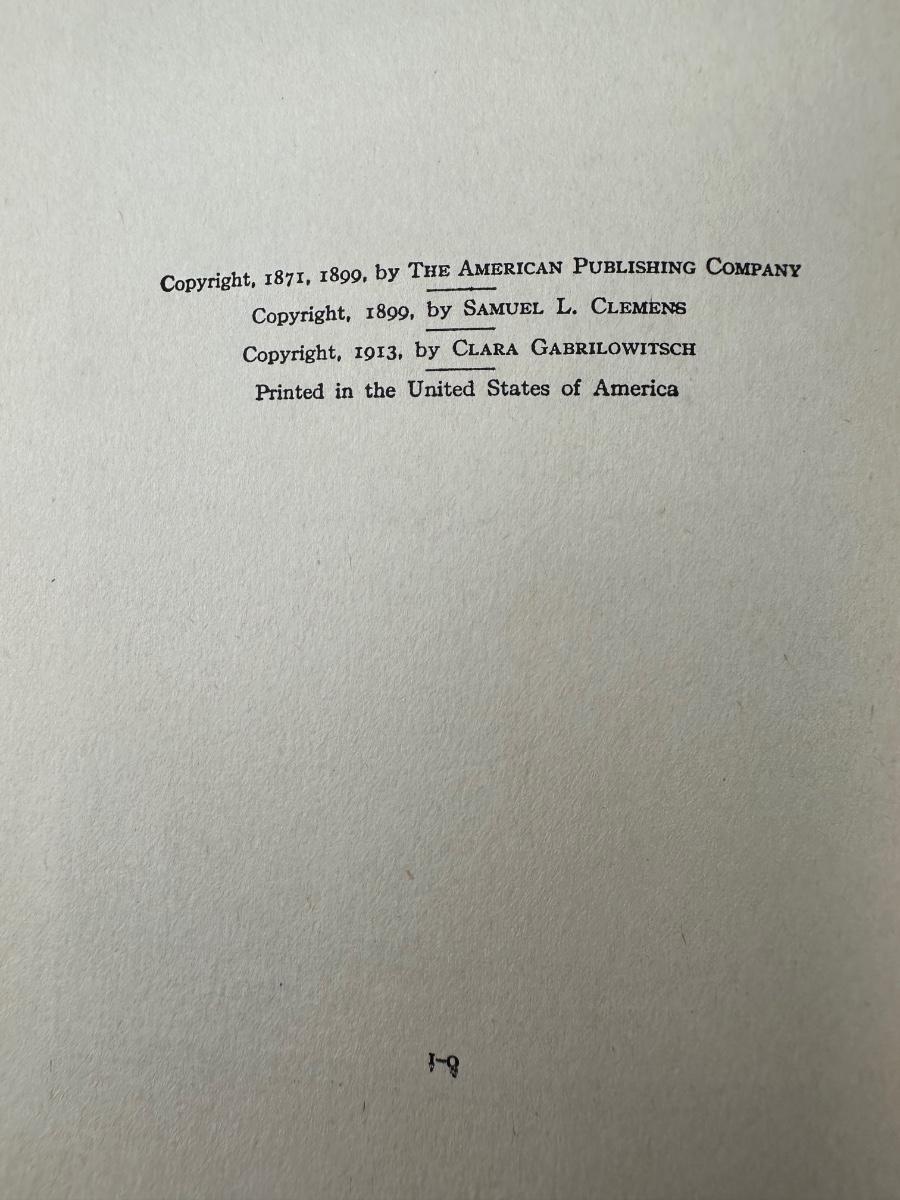 Copyright, 1871, 1899, by THE AMERICAN PUBLISHING COMPANY
Copyright, 1899, by SAMUEL L. CLEMENS
Copyright, 1913, by CLARA GABRILOWITSCH
Printed in the United States of America